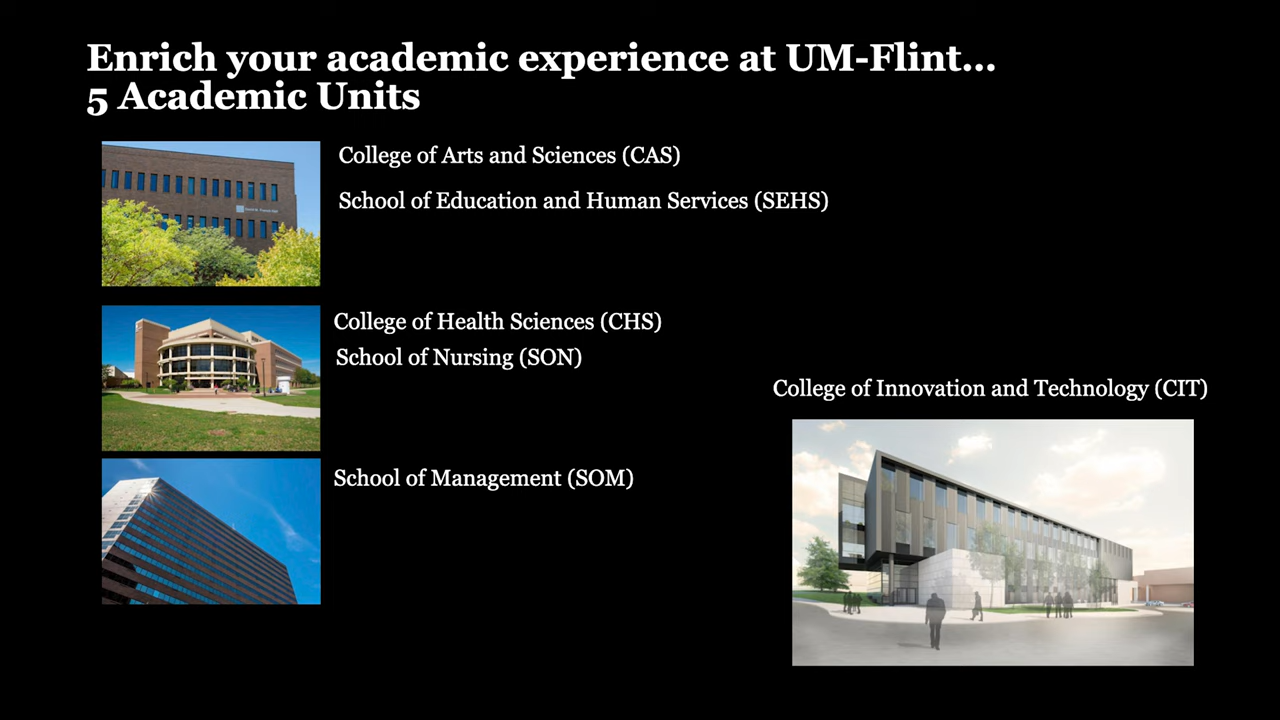 Enrich your academic experience at UM-Flint...
5 Academic Units
College of Arts and Sciences (CAS)
School of Education and Human Services (SEHS)
College of Health Sciences (CHS)
School of Nursing (SON)
College of Innovation and Technology (CIT)
School of Management (SOM)